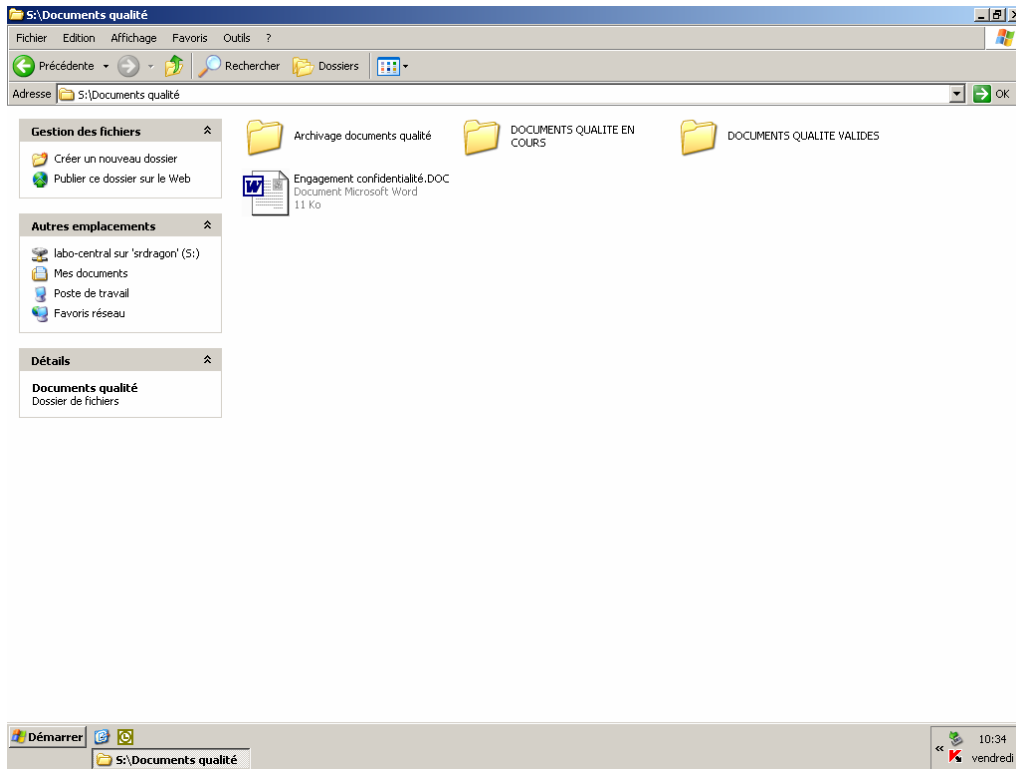 S:\Documents qualité
Fichier Edition Affichage Favoris Outils ?
Précédente Rechercher Dossiers
Adresse S:\Documents qualité OK
Gestion des fichiers
Créer un nouveau dossier
Publier ce dossier sur le Web
Autres emplacements
labo-central sur 'srdragon' (S:)
Mes documents
Poste de travail
Favoris réseau
Détails
Documents qualité
Dossier de fichiers
Archivage documents qualité
DOCUMENTS QUALITE EN
COURS
DOCUMENTS QUALITE VALIDES
Engagement confidentialité.DOC
Document Microsoft Word
11 Ko
Démarrer
S:\Documents qualité
10:34
vendredi